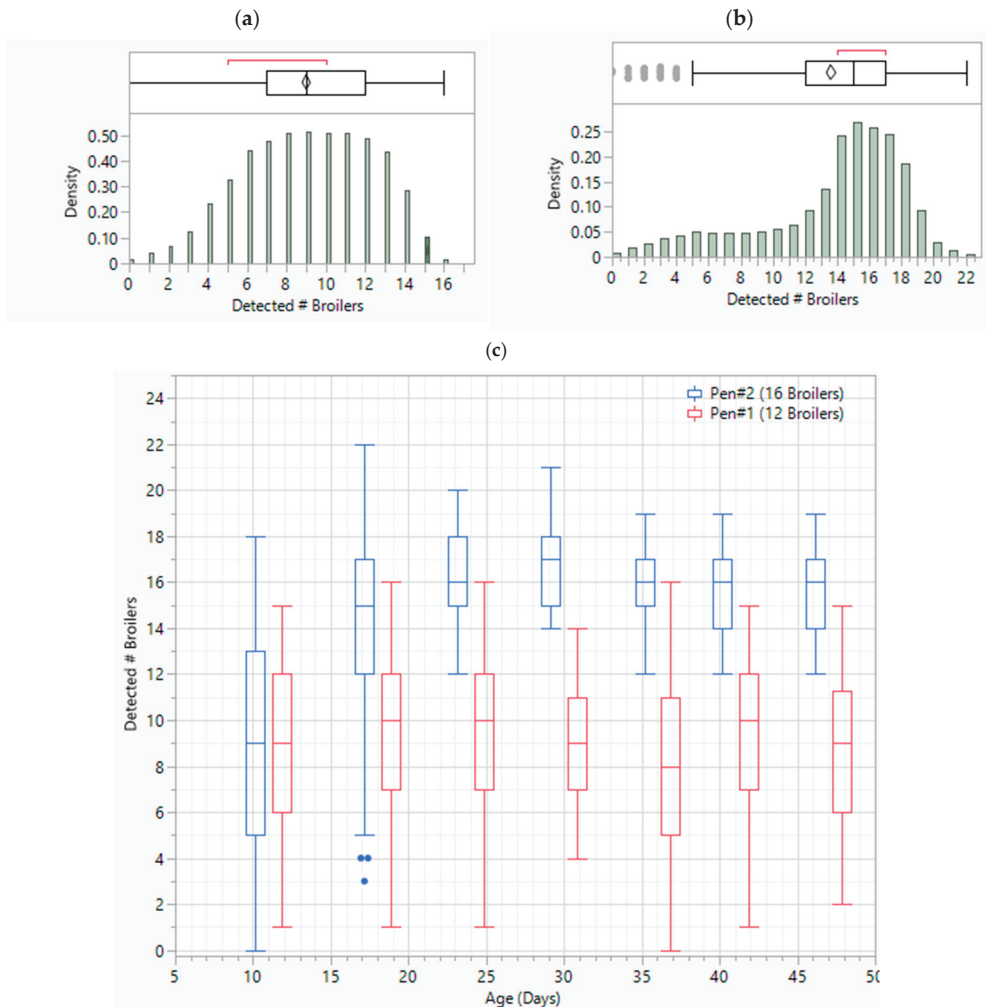 (a)
(b)
Density
0.50
0.40
0.30
0.20
0.10
0
0 2 4 6 8 10 12 14 16
Detected # Broilers
Density
0.25
0.20
0.15
0.10
0.05
0
0 2 4 6 8 10 12 14 16 18 20 22
Detected # Broilers
(c)
Pen#2 (16 Broilers)
Pen#1 (12 Broilers)
Detected # Broilers
24
22
20
18
16
14
12
10
8
6
4
2
0
5 10 15 20 25 30 35 40 45 50
Age (Days)